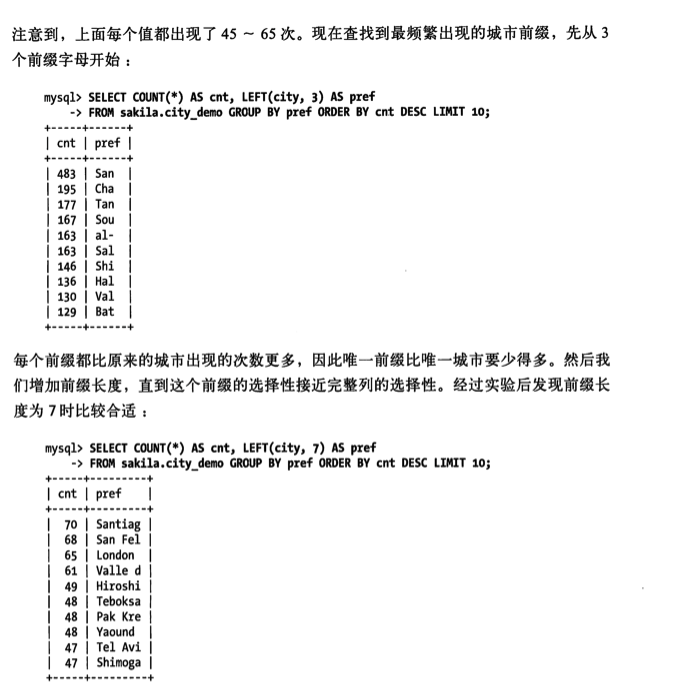 注意到，上面每个值都出现了 45 ～ 65 次。现在查找到最频繁出现的城市前缀，先从 3
个前缀字母开始：
mysql> SELECT COUNT(*) AS cnt, LEFT(city, 3) AS pref
-> FROM sakila.city_demo GROUP BY pref ORDER BY cnt DESC LIMIT 10;
+-----+------+
| cnt | pref |
+-----+------+
| 483 | San |
| 195 | Cha |
| 177 | Tan |
| 167 | Sou |
| 163 | al- |
| 163 | Sal |
| 146 | Shi |
| 136 | Hal |
| 130 | Val |
| 129 | Bat |
+-----+------+
每个前缀都比原来的城市出现的次数更多，因此唯一前缀比唯一城市要少得多。然后我
们增加前缀长度，直到这个前缀的选择性接近完整列的选择性。经过实验后发现前缀长
度为 7 时比较合适：
mysql> SELECT COUNT(*) AS cnt, LEFT(city, 7) AS pref
-> FROM sakila.city_demo GROUP BY pref ORDER BY cnt DESC LIMIT 10;
+-----+---------+
| cnt | pref |
+-----+---------+
| 70 | Santiag |
| 68 | San Fel |
| 65 | London |
| 61 | Valle d |
| 49 | Hiroshi |
| 48 | Teboksa |
| 48 | Pak Kre |
| 48 | Yaound |
| 47 | Tel Avi |
| 47 | Shimoga |
+-----+---------+